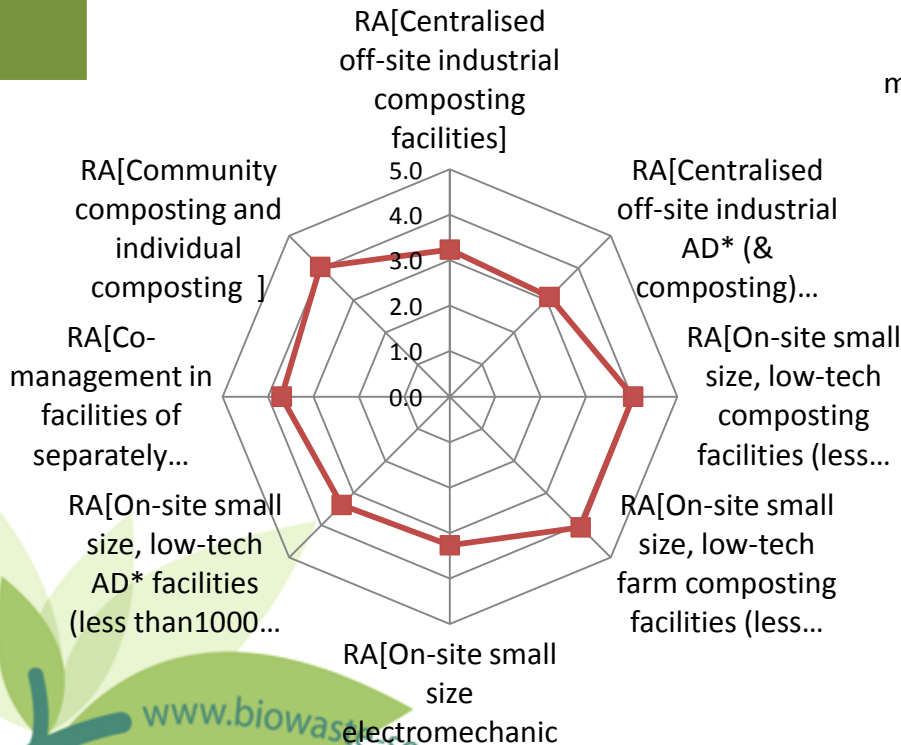 RA[Centralised
off-site industrial
composting
facilities]
m
RA[Community
composting and
individual
composting ]
5.0
4.0
3.0
2.0
1.0
0.0
RA[Centralised
off-site industrial
AD* (&
composting)…
RA[Co-
management in
facilities of
separately…
RA[On-site small
size, low-tech
composting
facilities (less…
RA[On-site small
size, low-tech
AD* facilities
(less than1000…
RA[On-site small
size, low-tech
farm composting
facilities (less…
RA[On-site small
size
electromechanic